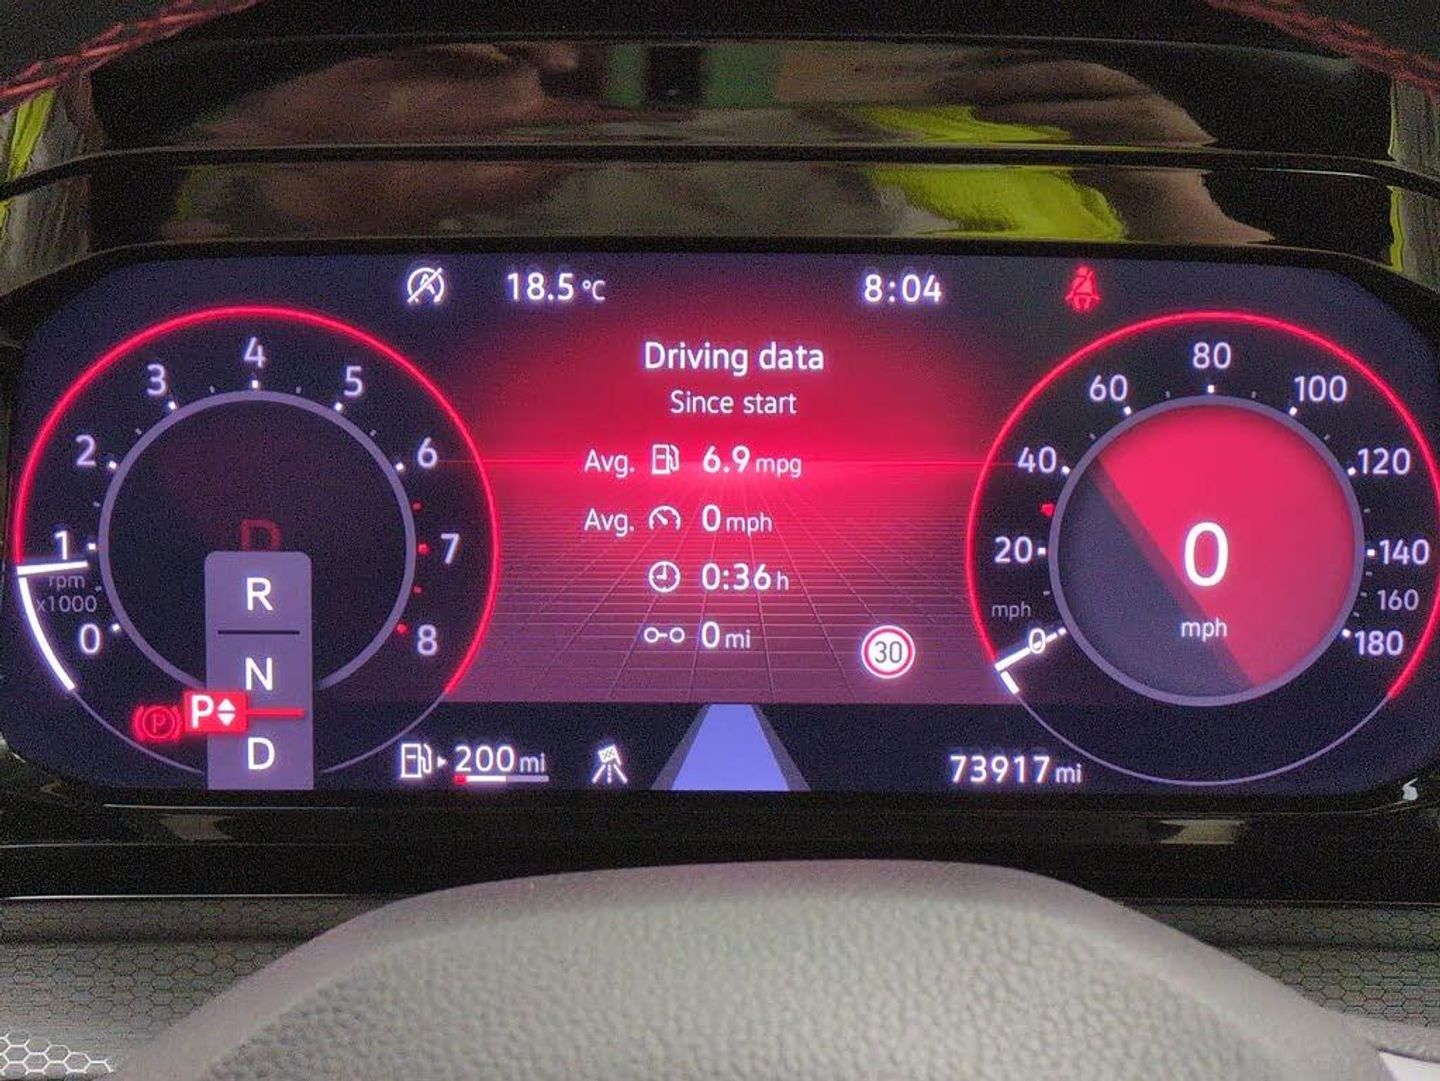 18.5 °C
8:04
Driving data
Since start
Avg. 6.9 mpg
Avg. 0 mph
0:36 h
0 mi
30
0
1
2
3
4
5
6
7
8
rpm
x1000
D
R
N
P
D
P
0
20
40
60
80
100
120
140
160
180
mph
0
mph
200 mi
73917 mi